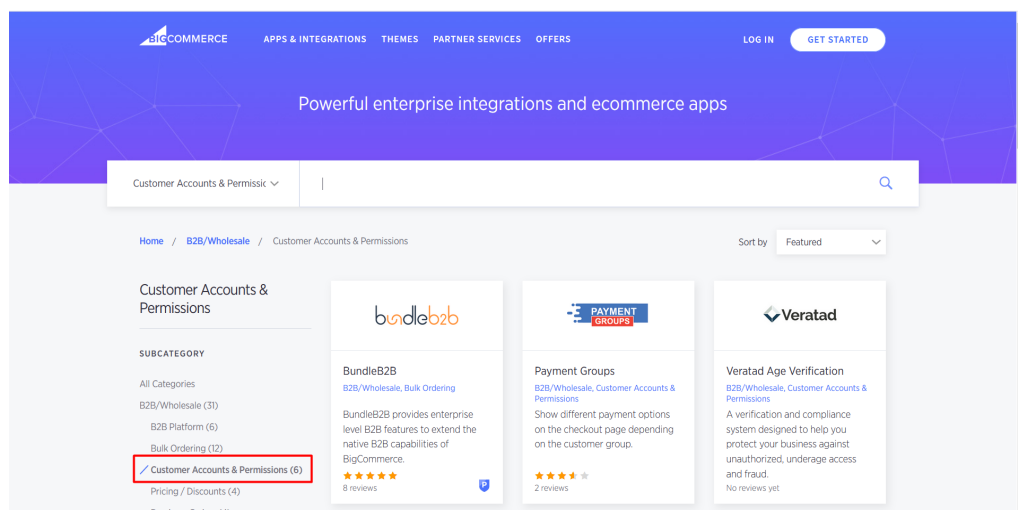 BIGCOMMERCE
APPS & INTEGRATIONS THEMES PARTNER SERVICES OFFERS
LOG IN GET STARTED
Powerful enterprise integrations and ecommerce apps
Customer Accounts & Permissic
Home / B2B/Wholesale / Customer Accounts & Permissions
Sort by Featured
Customer Accounts &
Permissions
SUBCATEGORY
All Categories
B2B/Wholesale (31)
B2B Platform (6)
Bulk Ordering (12)
Customer Accounts & Permissions (6)
Pricing / Discounts (4)
bundleb2b
BundleB2B
B2B/Wholesale, Bulk Ordering
BundleB2B provides enterprise
level B2B features to extend the
native B2B capabilities of
BigCommerce.
8 reviews
PAYMENT
GROUPS
Payment Groups
B2B/Wholesale, Customer Accounts &
Permissions
Show different payment options
on the checkout page depending
on the customer group.
2 reviews
Veratad
Veratad Age Verification
B2B/Wholesale, Customer Accounts &
Permissions
A verification and compliance
system designed to help you
protect your business against
unauthorized, underage access
and fraud.
No reviews yet